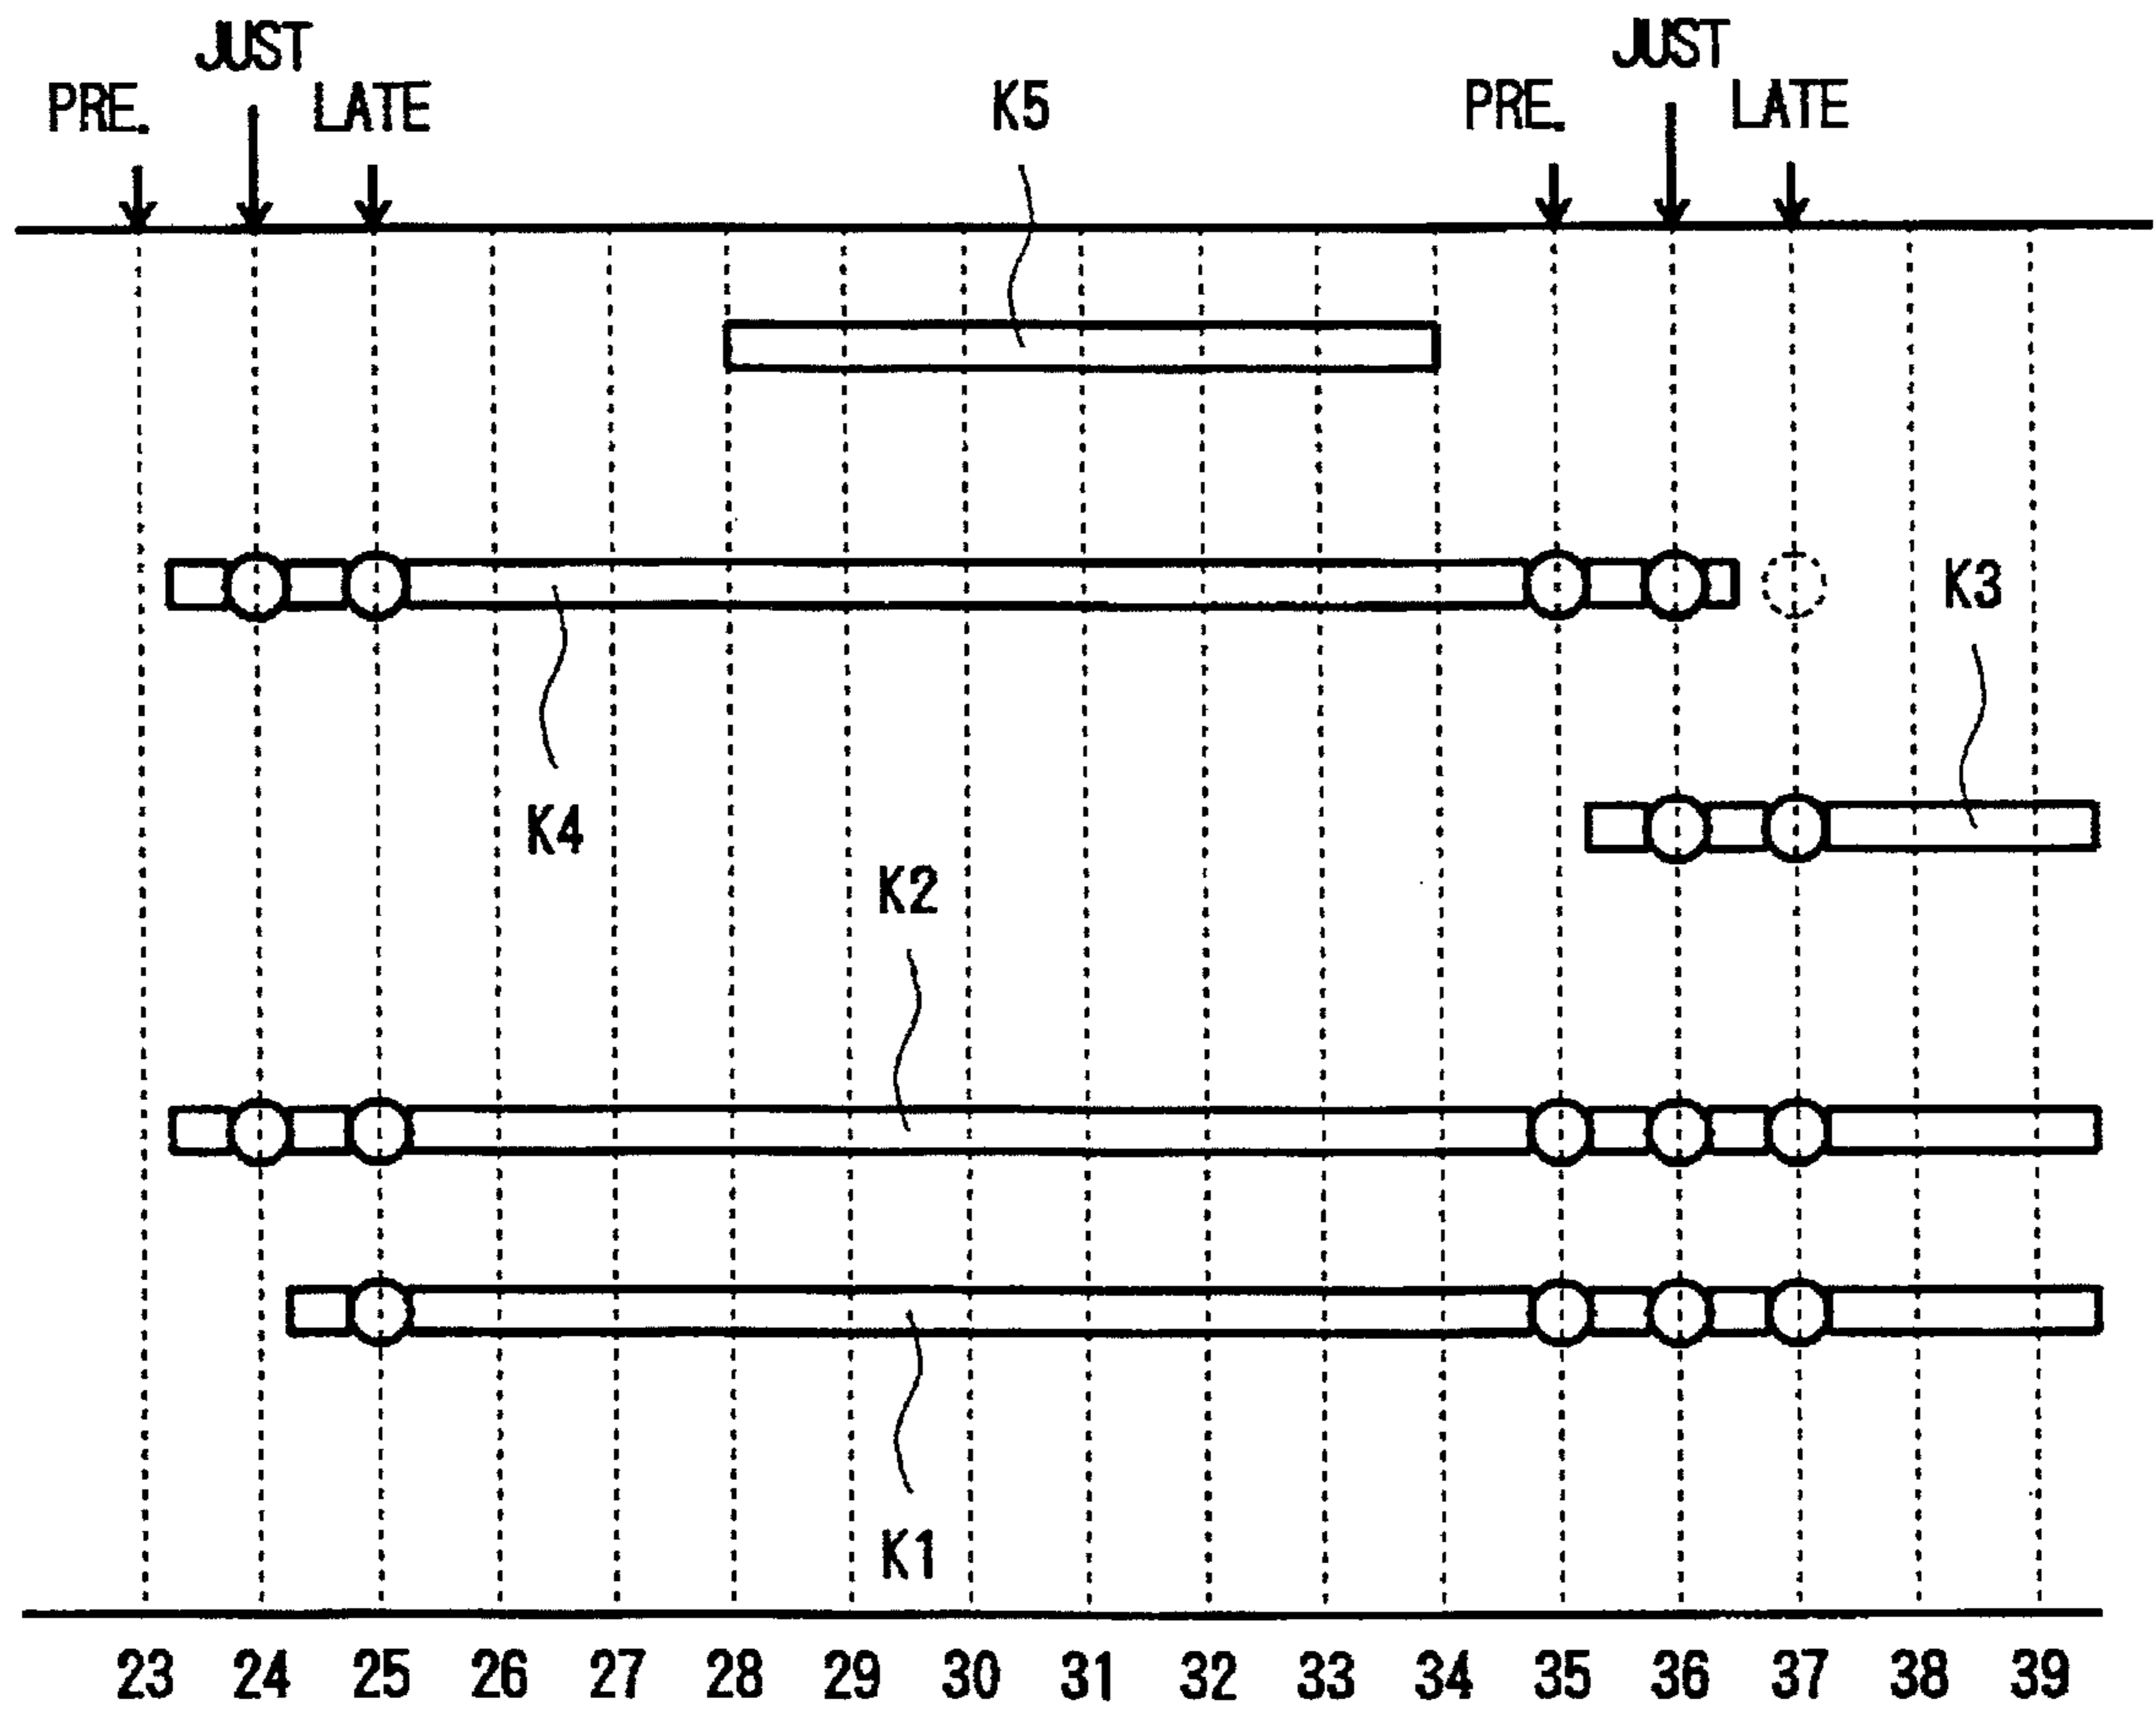 JUST JUST
PRE. LATE K5 PRE. LATE
K3
K4
K2
K1
23 24 25 26 27 28 29 30 31 32 33 34 35 36 37 38 39